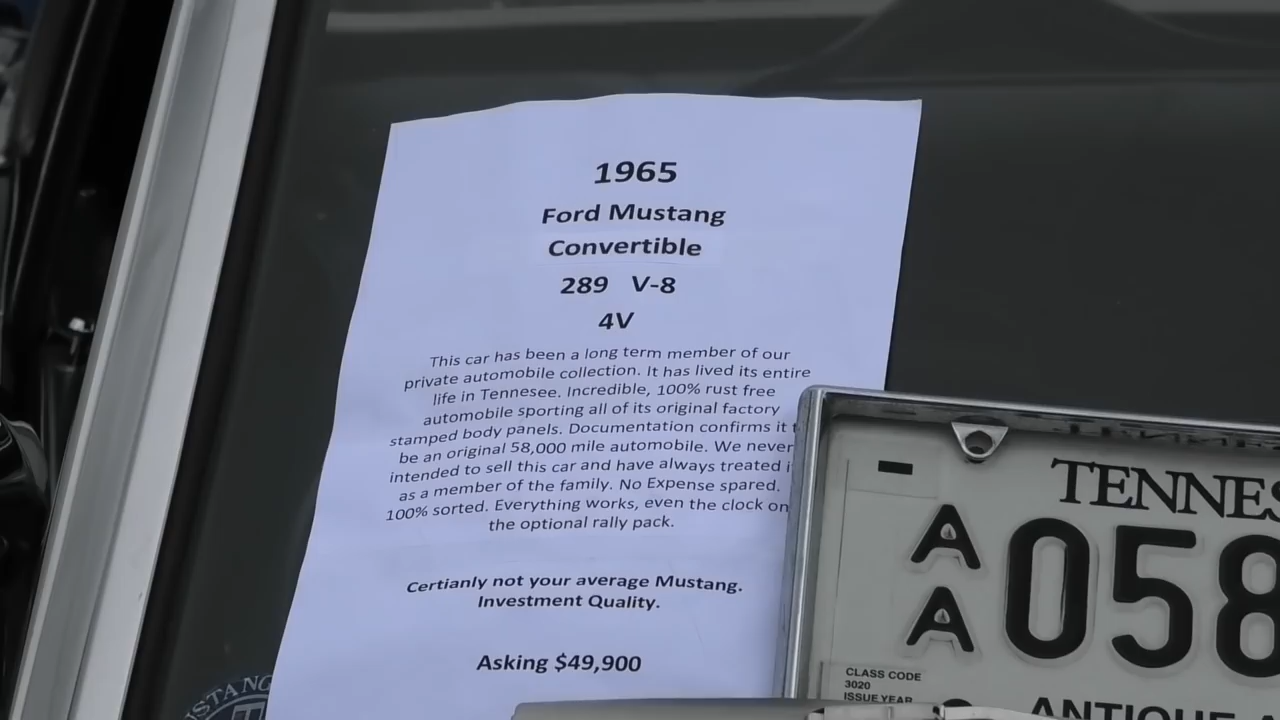 1965
Ford Mustang
Convertible
289 V-8
4V
This car has been a long term member of our
private automobile collection. It has lived its entire
life in Tennesee. Incredible, 100% rust free
automobile sporting all of its original factory
stamped body panels. Documentation confirms it
be an original 58,000 mile automobile. We never
intended to sell this car and have always treated
as a member of the family. No Expense spared.
100% sorted. Everything works, even the clock on
the optional rally pack.
Certianly not your average Mustang.
Investment Quality.
Asking $49,900
TENNES
AA 058
CLASS CODE
3020
ISSUE YEAR
ANTIQUE